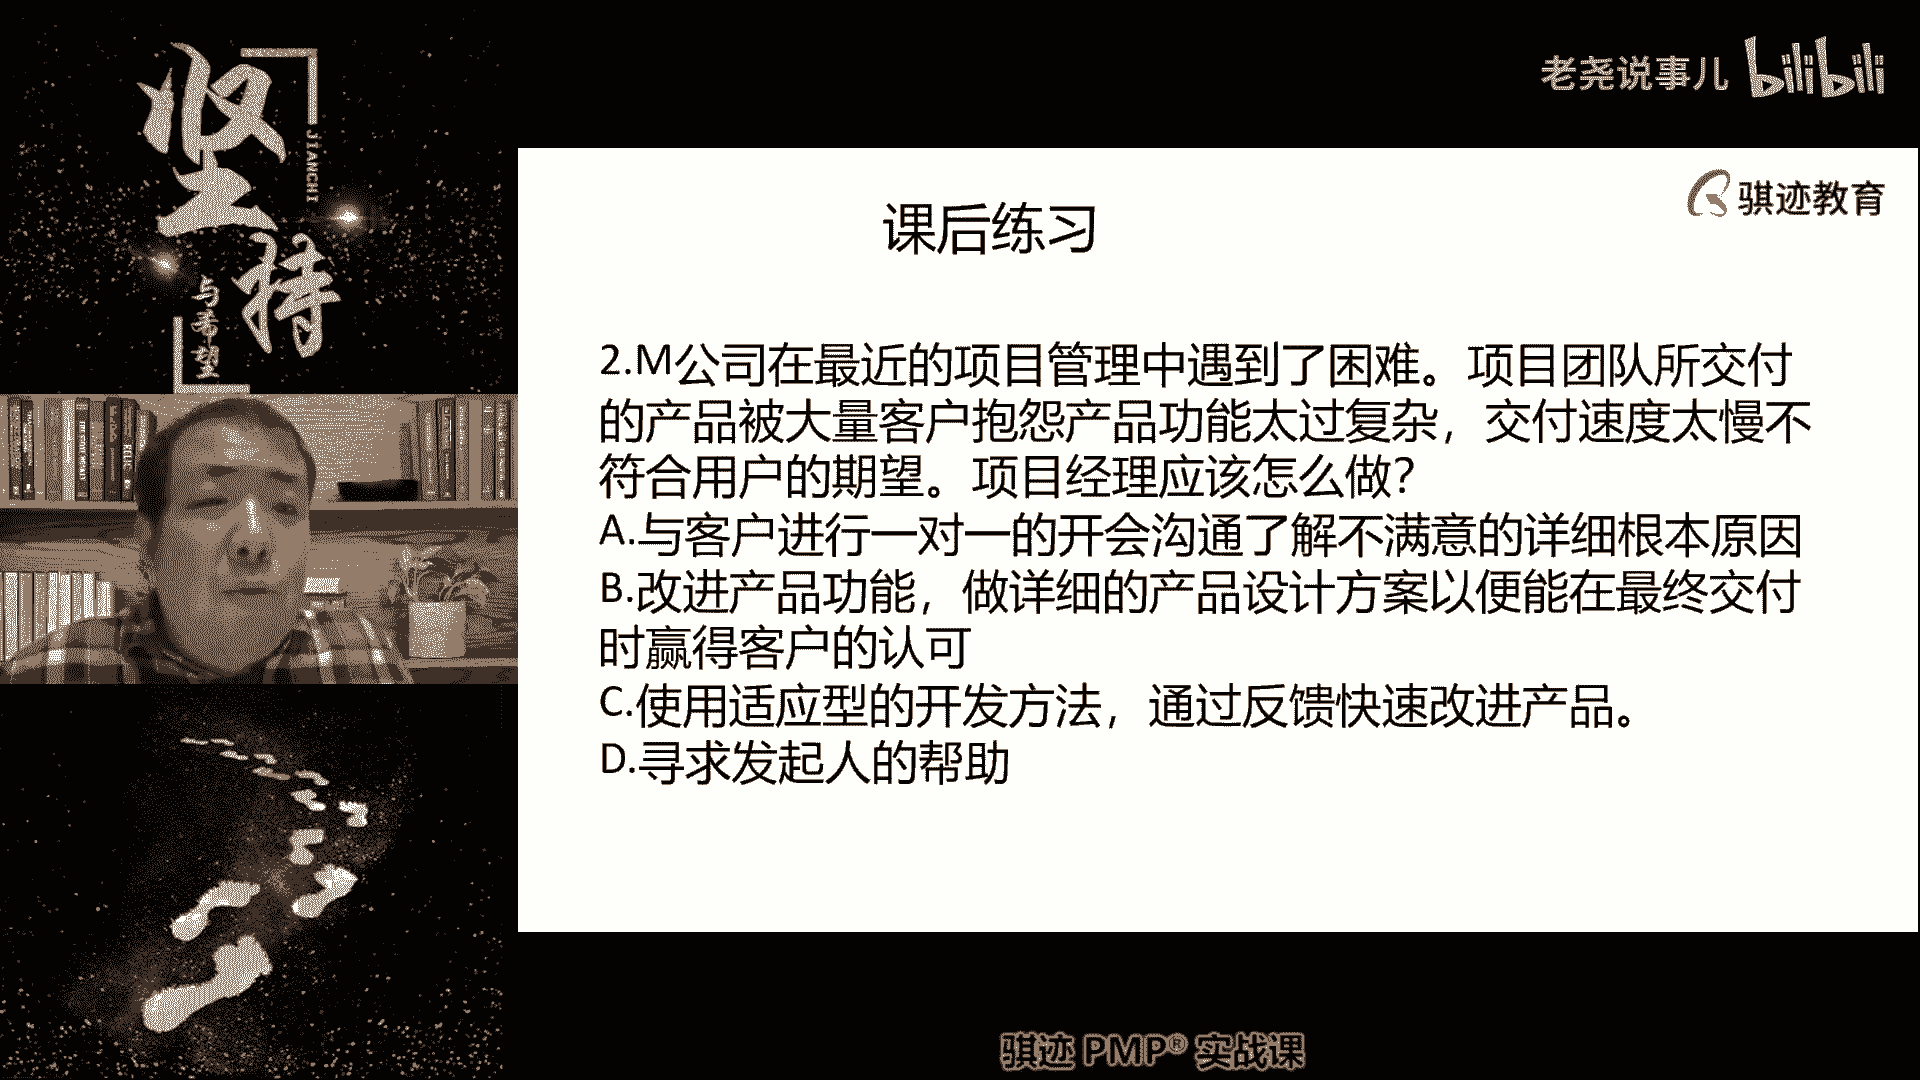 坚持
JIANCHI
与希望
老尧说事儿 bilibili
骐迹教育
课后练习
2.M公司在最近的项目管理中遇到了困难。项目团队所交付
的产品被大量客户抱怨产品功能太过复杂，交付速度太慢不
符合用户的期望。项目经理应该怎么做？
A.与客户进行一对一的开会沟通了解不满意的详细根本原因
B.改进产品功能，做详细的产品设计方案以便能在最终交付
时赢得客户的认可
C.使用适应型的开发方法，通过反馈快速改进产品。
D.寻求发起人的帮助
骐迹 PMP® 实战课